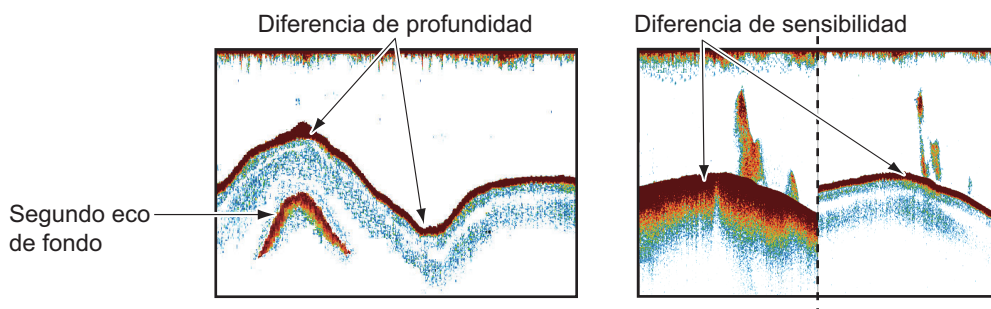 Diferencia de profundidad
Diferencia de sensibilidad
Segundo eco
de fondo